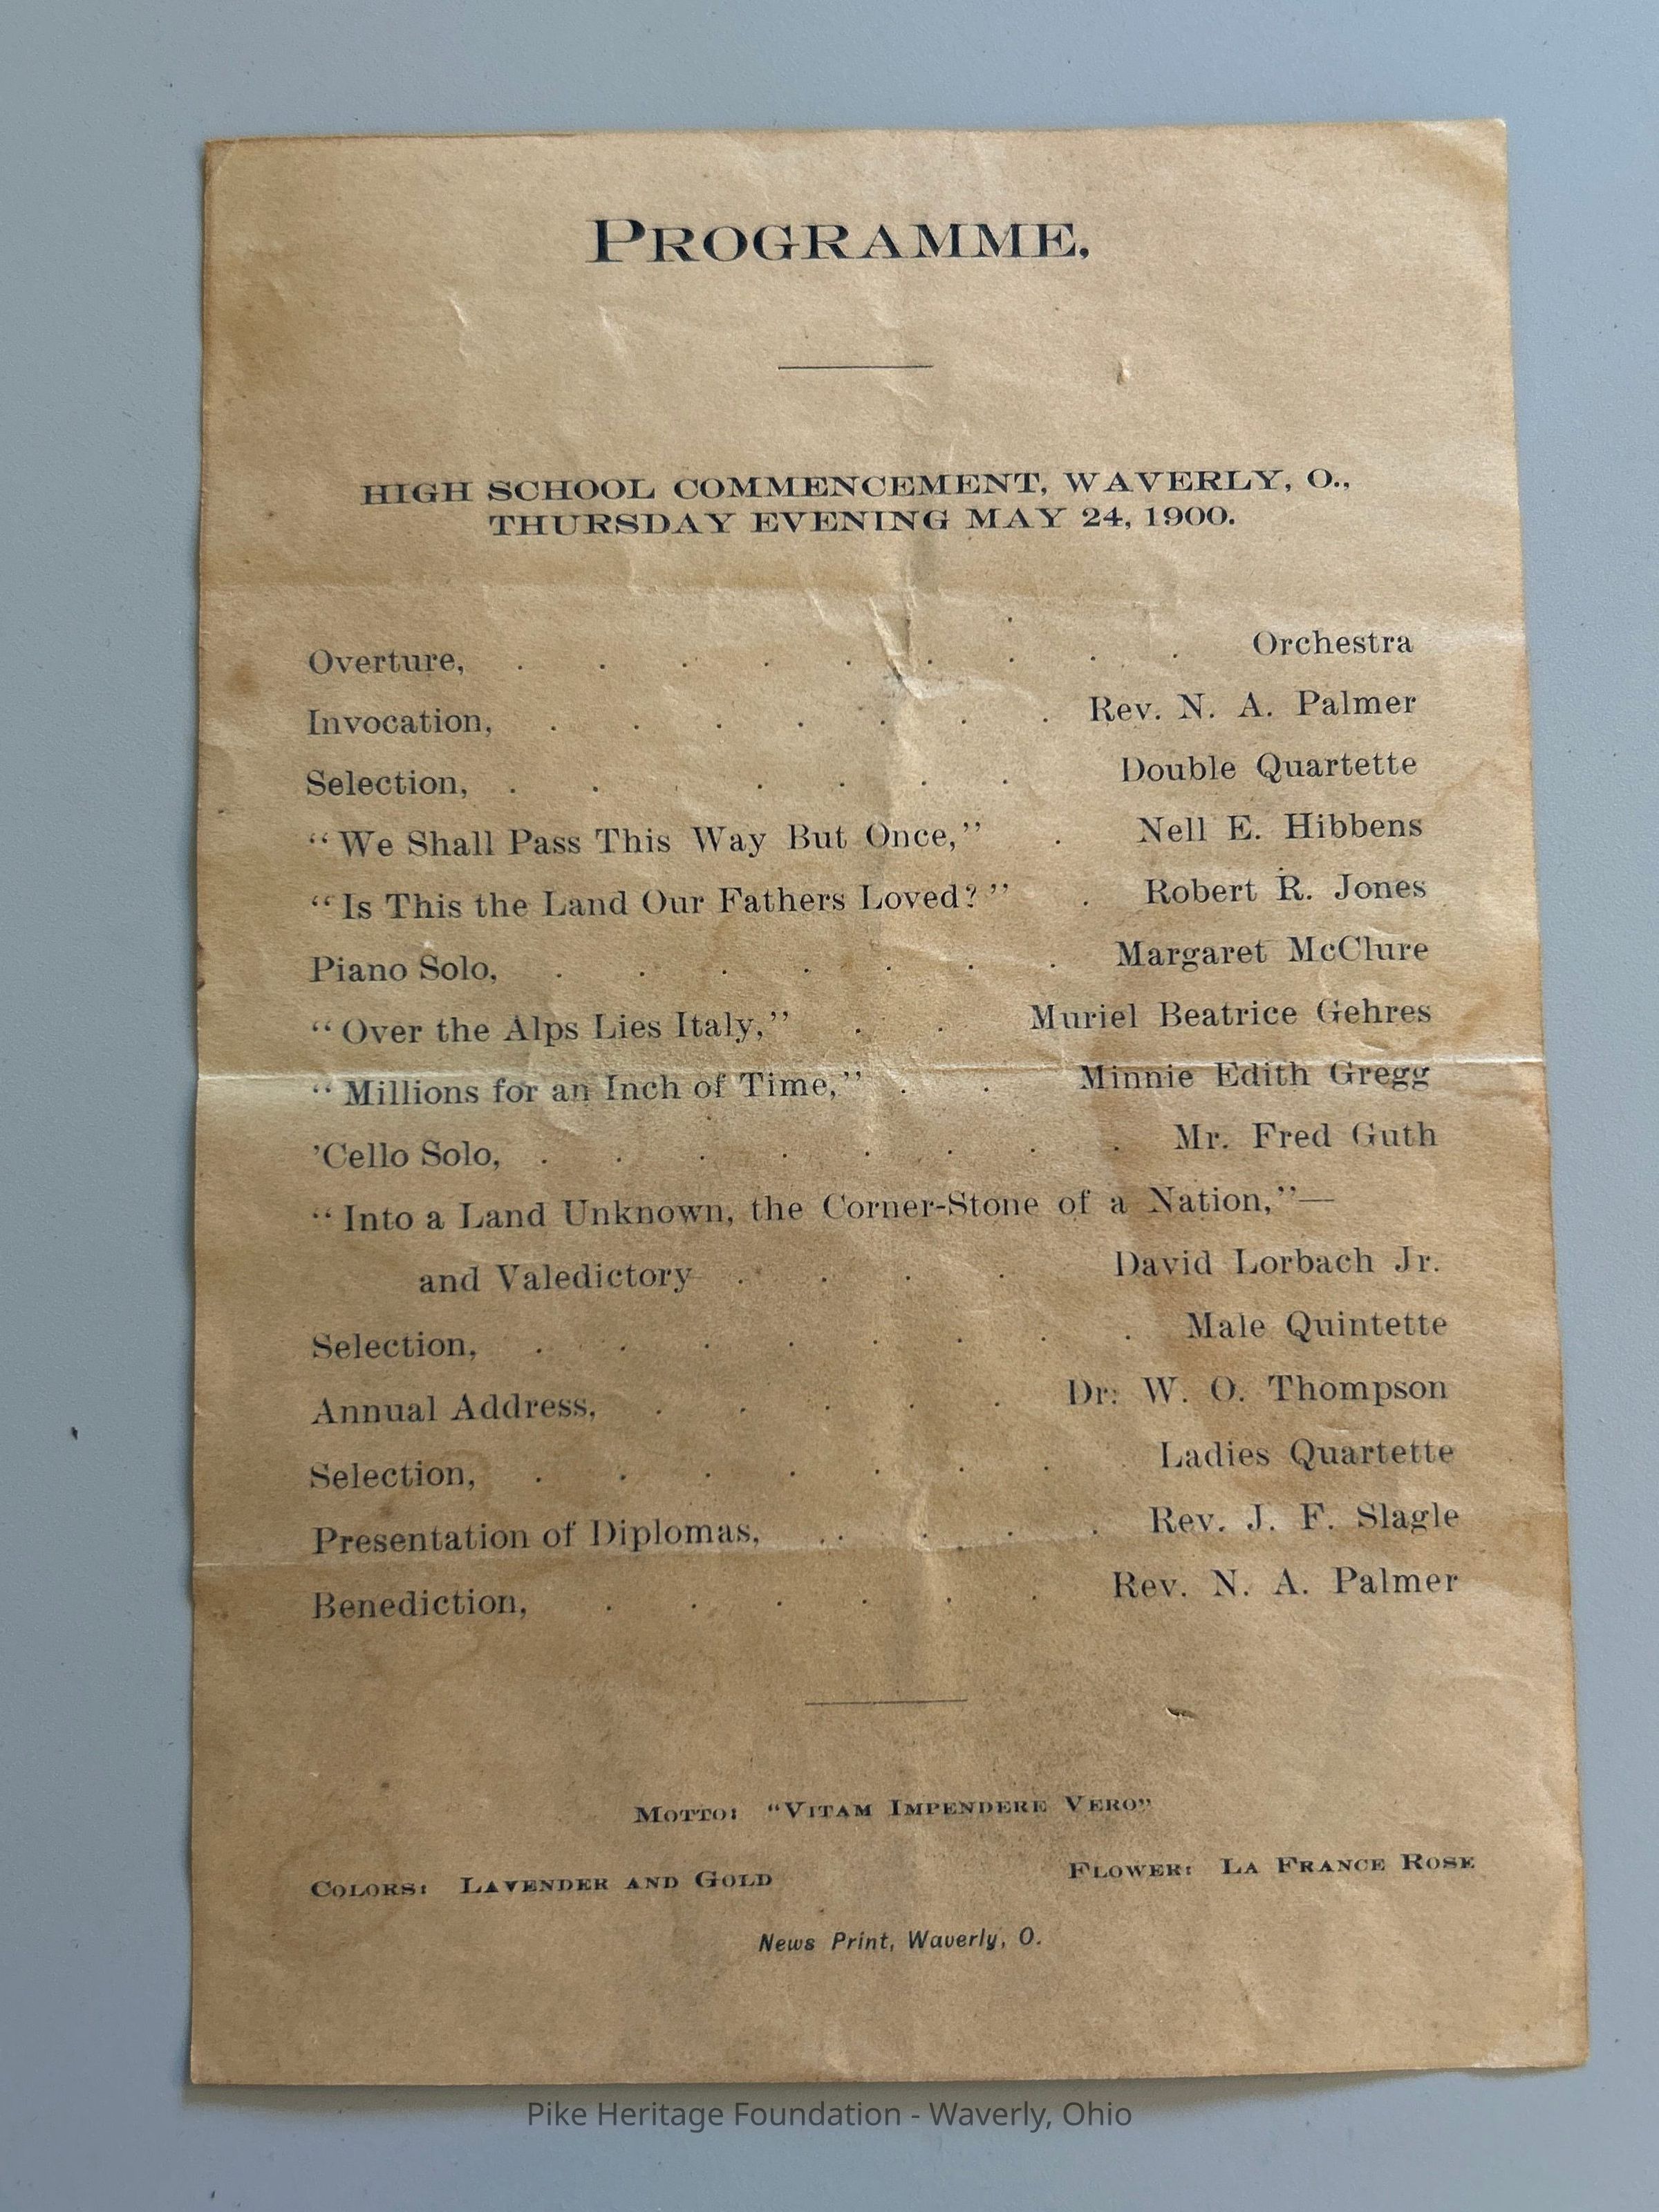 PROGRAMME.
HIGH SCHOOL COMMENCEMENT, WAVERLY, O.,
THURSDAY EVENING MAY 24, 1900.
Overture, . . . . . . . . . Orchestra
Invocation, . . . . . . . Rev. N. A. Palmer
Selection, . . . . . . . Double Quartette
“We Shall Pass This Way But Once,” . Nell E. Hibbens
“Is This the Land Our Fathers Loved?” . Robert R. Jones
Piano Solo, . . . . . . . Margaret McClure
“Over the Alps Lies Italy,” . . Muriel Beatrice Gehres
“Millions for an Inch of Time,” . . Minnie Edith Gregg
’Cello Solo, . . . . . . . . Mr. Fred Guth
“Into a Land Unknown, the Corner-Stone of a Nation,”—
and Valedictory . . . . David Lorbach Jr.
Selection, . . . . . . . . Male Quintette
Annual Address, . . . . . Dr. W. O. Thompson
Selection, . . . . . . . Ladies Quartette
Presentation of Diplomas, . . . . Rev. J. F. Slagle
Benediction, . . . . . . Rev. N. A. Palmer
MOTTO: “VITAM IMPENDERE VERO”
COLORS: LAVENDER AND GOLD FLOWER: LA FRANCE ROSE
News Print, Waverly, O.
Pike Heritage Foundation - Waverly, Ohio